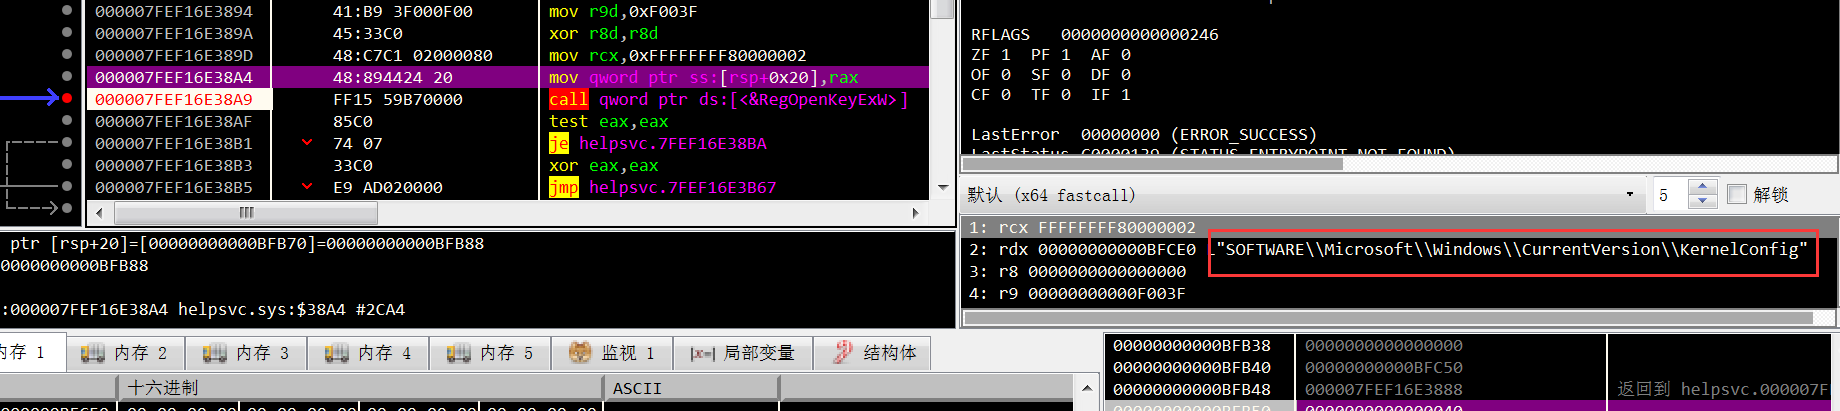 000007FEF16E3894 41:B9 3F000F00 mov r9d,0xF003F
000007FEF16E389A 45:33C0 xor r8d,r8d
000007FEF16E389D 48:C7C1 02000080 mov rcx,0xFFFFFFFF80000002
000007FEF16E38A4 48:894424 20 mov qword ptr ss:[rsp+0x20],rax
000007FEF16E38A9 FF15 59B70000 call qword ptr ds:[<&RegOpenKeyExW>]
000007FEF16E38AF 85C0 test eax,eax
000007FEF16E38B1 74 07 je helpsvc.7FEF16E38BA
000007FEF16E38B3 33C0 xor eax,eax
000007FEF16E38B5 E9 AD020000 jmp helpsvc.7FEF16E3B67
RFLAGS 0000000000000246
ZF 1 PF 1 AF 0
OF 0 SF 0 DF 0
CF 0 TF 0 IF 1
LastError 00000000 (ERROR_SUCCESS)
LastStatus C0000139 (STATUS_ENTRYPOINT_NOT_FOUND)
默认 (x64 fastcall) 5 解锁
1: rcx FFFFFFFF80000002
2: rdx 00000000000BFCE0 L"SOFTWARE\\Microsoft\\Windows\\CurrentVersion\\KernelConfig"
3: r8 0000000000000000
4: r9 00000000000F003F
ptr [rsp+20]=[00000000000BFB70]=00000000000BFB88
0000000000BFB88
:000007FEF16E38A4 helpsvc.sys:$38A4 #2CA4
内存 1 内存 2 内存 3 内存 4 内存 5 监视 1 局部变量 结构体
十六进制 ASCII
00000000000BFB38 0000000000000000
00000000000BFB40 00000000000BFC50
00000000000BFB48 000007FEF16E3888 返回到 helpsvc.000007F